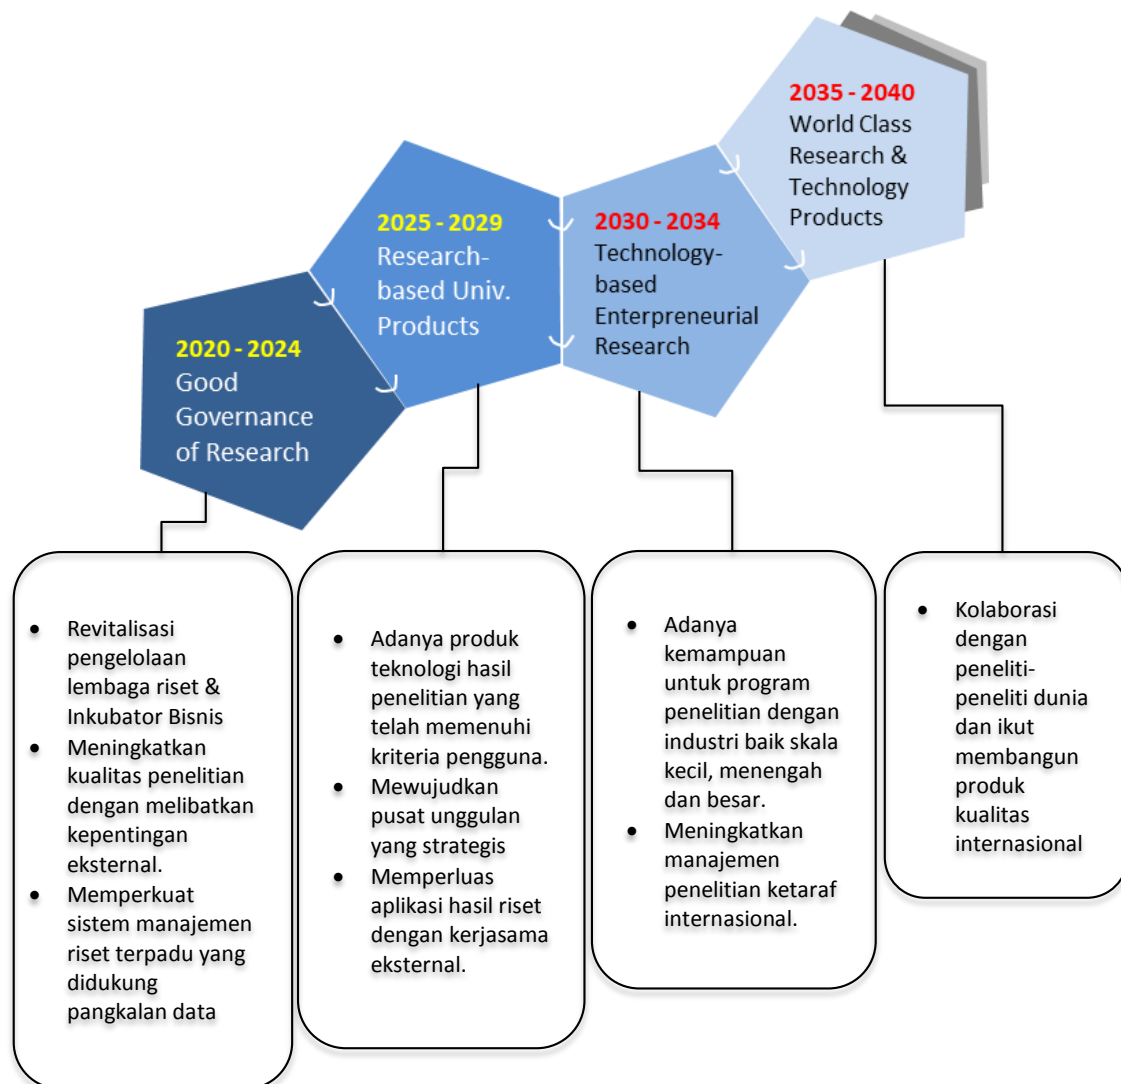 2035 - 2040
World Class
Research &
Technology
Products
2025 - 2029
Research-
based Univ.
Products
2030 - 2034
Technology-
based
Enterpreneurial
Research
2020 - 2024
Good
Governance
of Research
• Revitalisasi
pengelolaan
lembaga riset &
Inkubator Bisnis
• Meningkatkan
kualitas penelitian
dengan melibatkan
kepentingan
eksternal.
• Memperkuat
sistem manajemen
riset terpadu yang
didukung
pangkalan data
• Adanya produk
teknologi hasil
penelitian yang
telah memenuhi
kriteria pengguna.
• Mewujudkan
pusat unggulan
yang strategis
• Memperluas
aplikasi hasil riset
dengan kerjasama
eksternal.
• Adanya
kemampuan
untuk program
penelitian dengan
industri baik skala
kecil, menengah
dan besar.
• Meningkatkan
manajemen
penelitian ketaraf
internasional.
• Kolaborasi
dengan
peneliti-
peneliti dunia
dan ikut
membangun
produk
kualitas
internasional